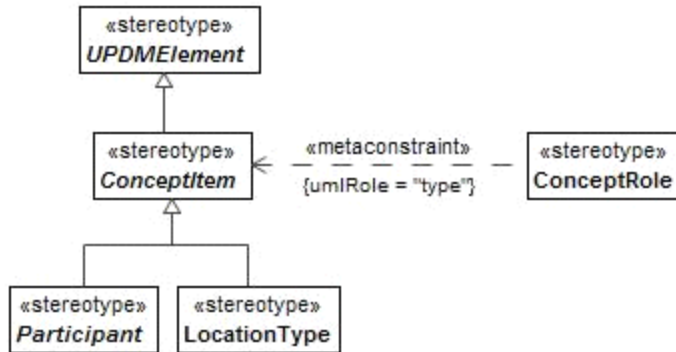 «stereotype»
UPDMElement
«stereotype»
ConceptItem
«metaconstraint»
{umlRole = "type"}
«stereotype»
ConceptRole
«stereotype»
Participant
«stereotype»
LocationType